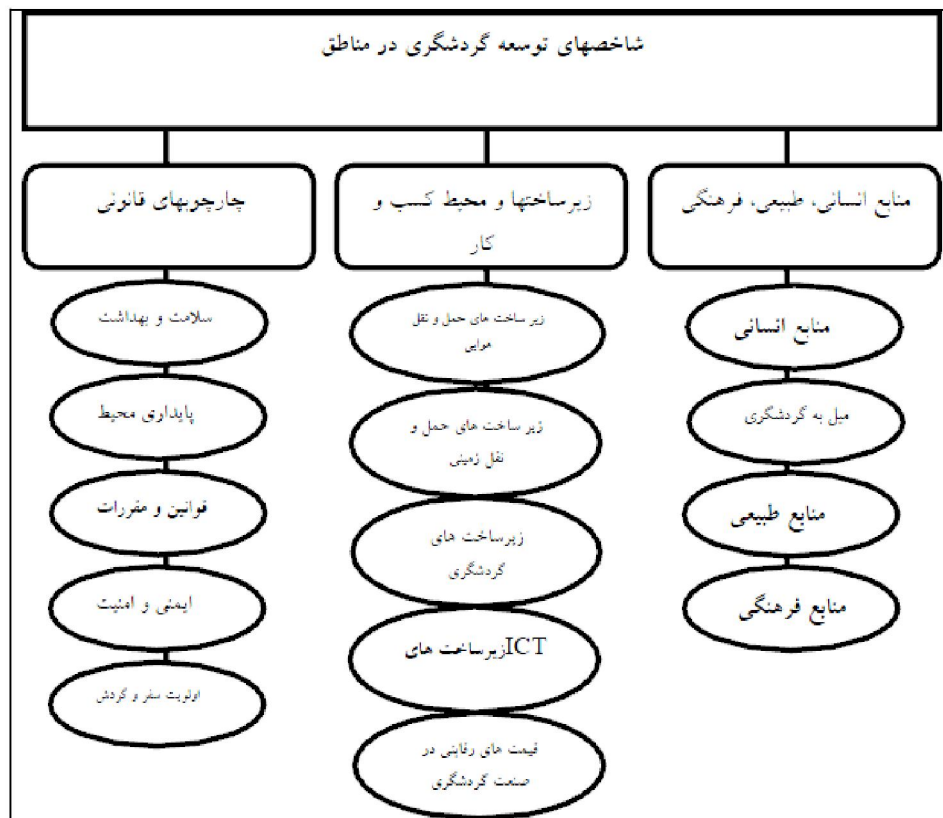 شاخصهای توسعه گردشگری در مناطق
منابع انسانی، طبیعی، فرهنگی
منابع انسانی
میل به گردشگری
منابع طبیعی
منابع فرهنگی
زیرساختها و محیط کسب و
کار
زیر ساخت های حمل و نقل
هوایی
زیر ساخت های حمل و
نقل زمینی
زیرساخت های
گردشگری
ICTزیرساخت های
قیمت های رقابتی در
صنعت گردشگری
چارچوبهای قانونی
سلامت و بهداشت
پایداری محیط
قوانین و مقررات
ایمنی و امنیت
اولویت سفر و گردش